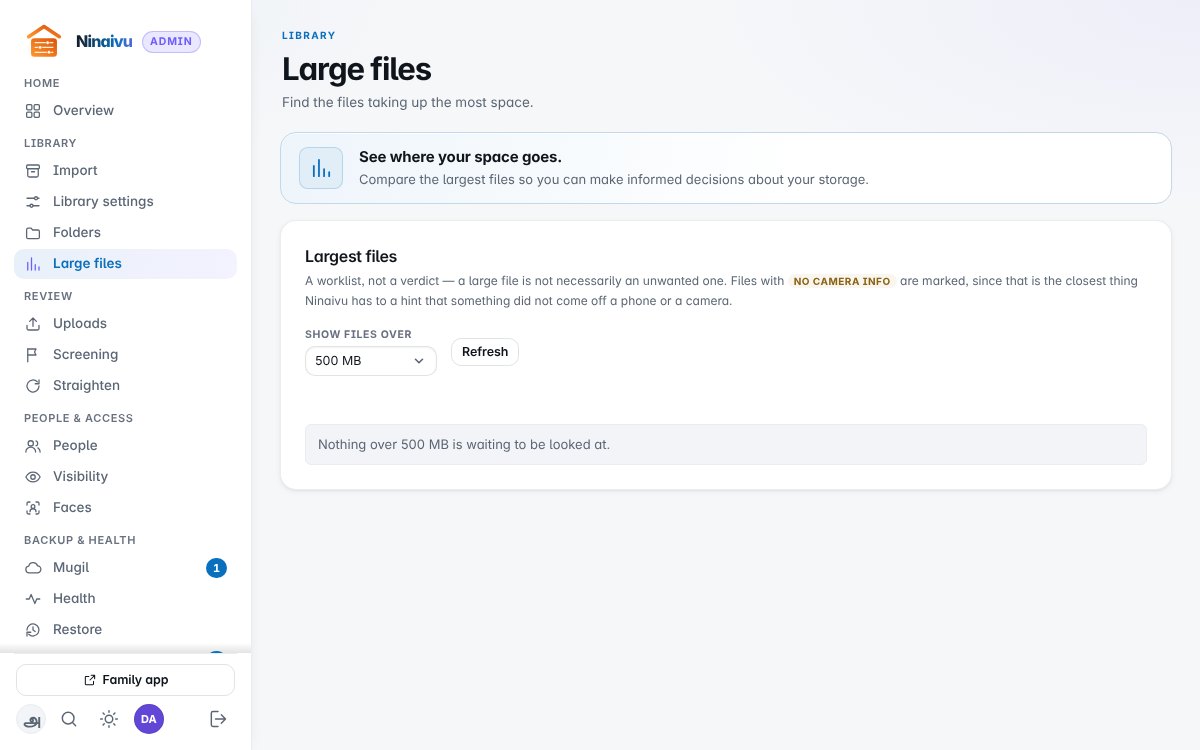 Ninaivu ADMIN
HOME
Overview
LIBRARY
Import
Library settings
Folders
Large files
REVIEW
Uploads
Screening
Straighten
PEOPLE & ACCESS
People
Visibility
Faces
BACKUP & HEALTH
Mugil 1
Health
Restore
Family app
அ
DA
LIBRARY
Large files
Find the files taking up the most space.
See where your space goes.
Compare the largest files so you can make informed decisions about your storage.
Largest files
A worklist, not a verdict — a large file is not necessarily an unwanted one. Files with NO CAMERA INFO are marked, since that is the closest thing
Ninaivu has to a hint that something did not come off a phone or a camera.
SHOW FILES OVER
500 MB
Refresh
Nothing over 500 MB is waiting to be looked at.